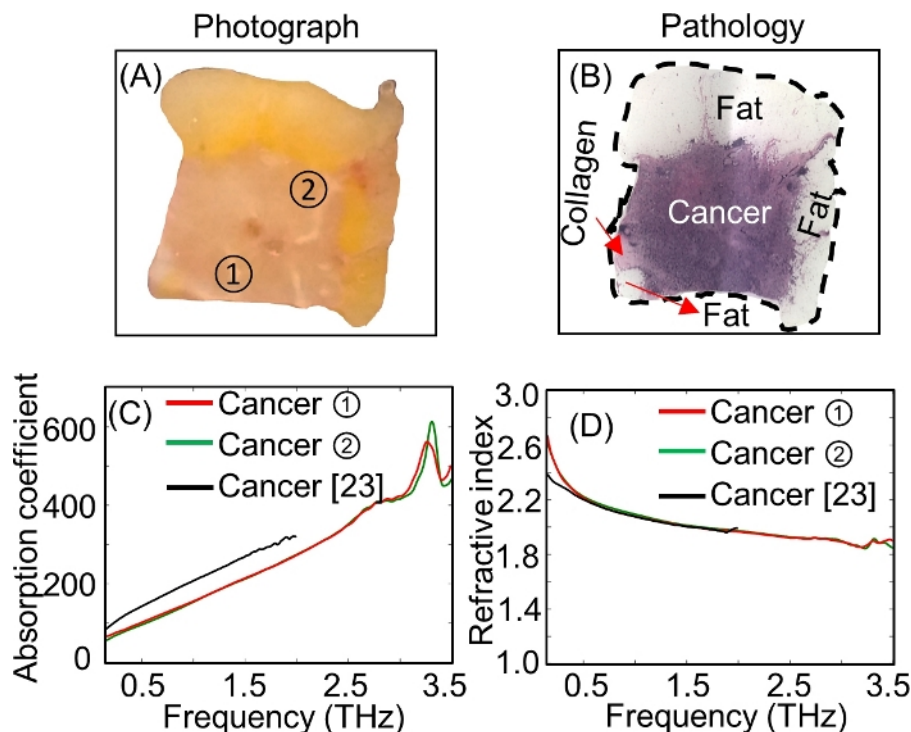 Photograph
Pathology
(A)
①
②
(B)
Fat
Collagen
Cancer
Fat
Fat
(C)
Cancer ①
Cancer ②
Cancer [23]
Absorption coefficient
600
400
200
0
0.5
1.5
2.5
3.5
Frequency (THz)
(D)
Cancer ①
Cancer ②
Cancer [23]
Refractive index
3.0
2.6
2.2
1.8
1.4
1.0
0.5
1.5
2.5
3.5
Frequency (THz)